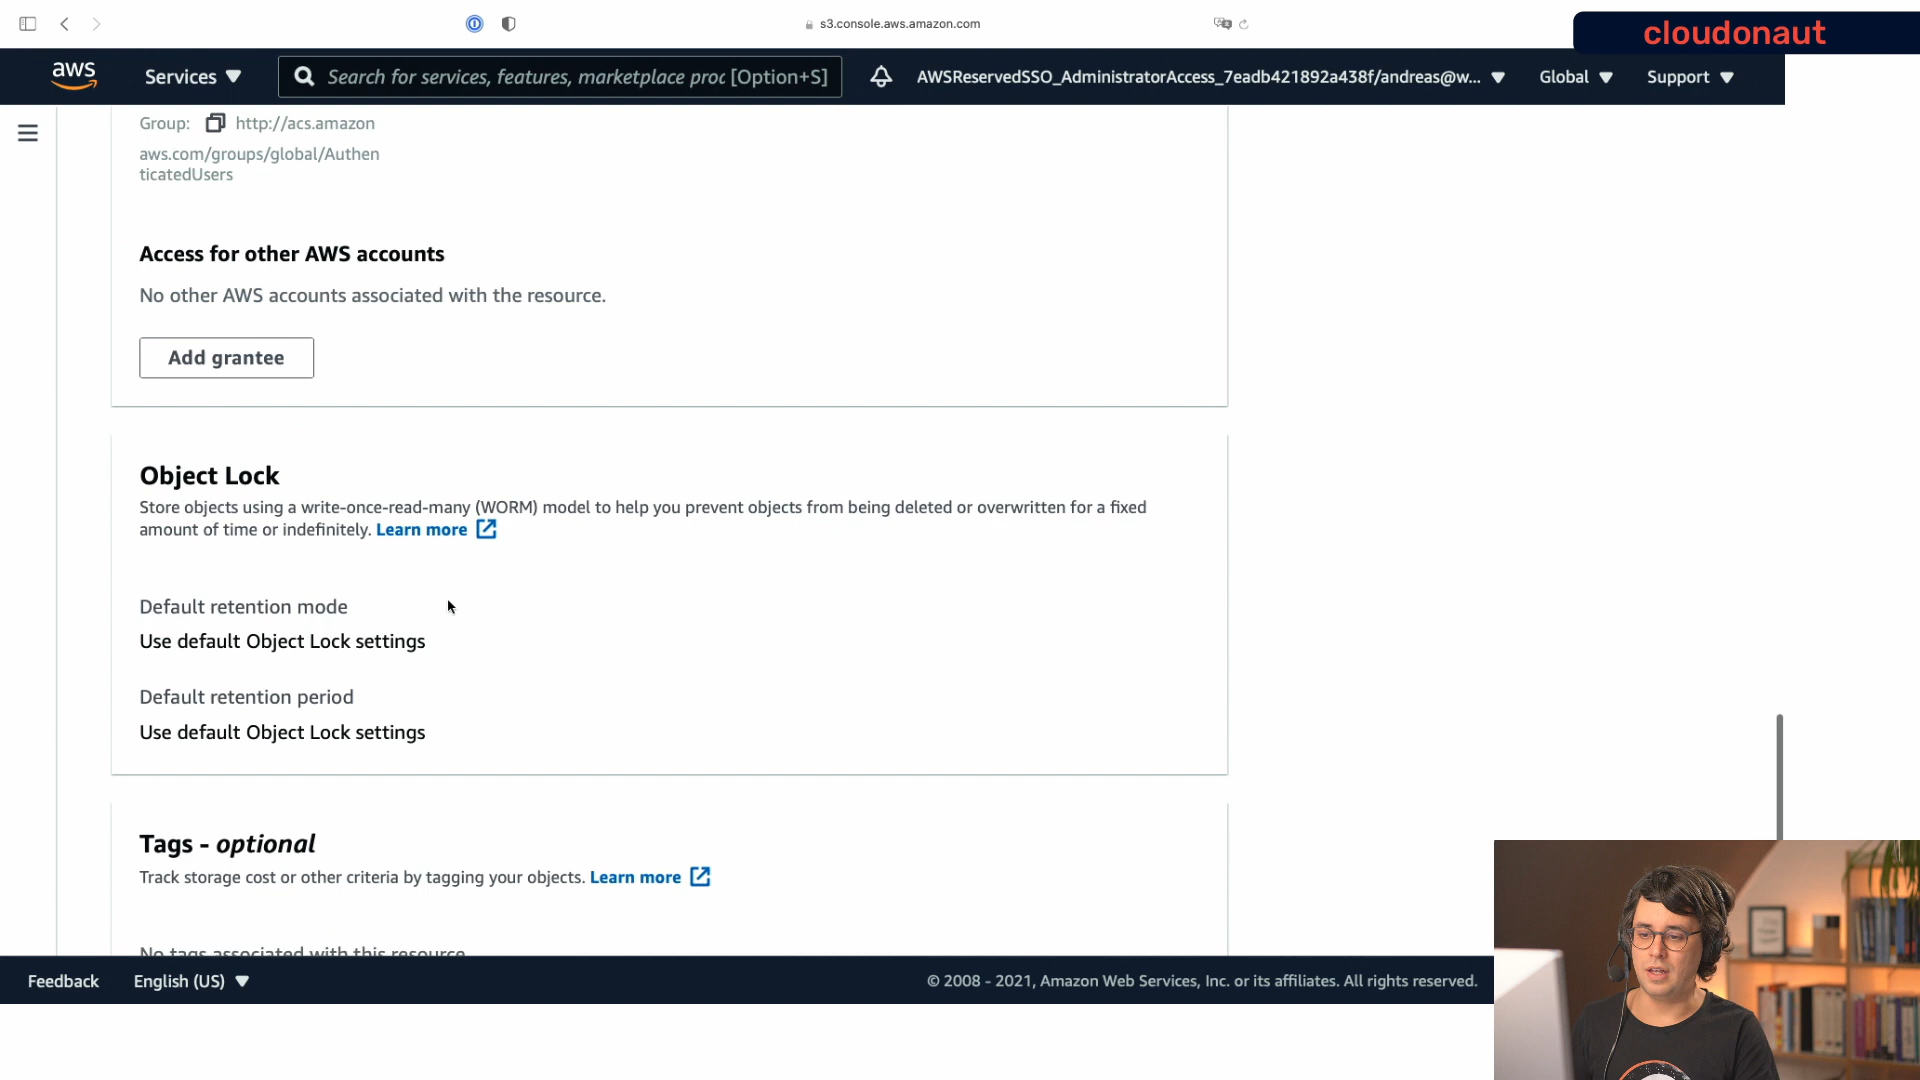 s3.console.aws.amazon.com
cloudonaut
aws
Services
Search for services, features, marketplace proc [Option+S]
AWSReservedSSO_AdministratorAccess_7eadb421892a438f/andreas@w...
Global
Support
Group: http://acs.amazon
aws.com/groups/global/Authen
ticatedUsers
Access for other AWS accounts
No other AWS accounts associated with the resource.
Add grantee
Object Lock
Store objects using a write-once-read-many (WORM) model to help you prevent objects from being deleted or overwritten for a fixed
amount of time or indefinitely. Learn more
Default retention mode
Use default Object Lock settings
Default retention period
Use default Object Lock settings
Tags - optional
Track storage cost or other criteria by tagging your objects. Learn more
No tags associated with this resource
Feedback
English (US)
© 2008 - 2021, Amazon Web Services, Inc. or its affiliates. All rights reserved.